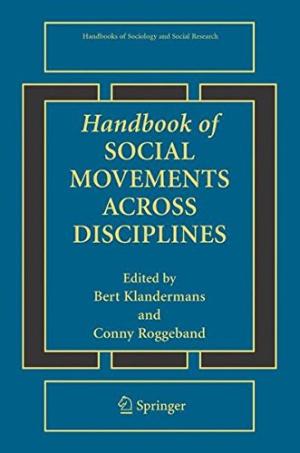 Handbooks of Sociology and Social Research
Handbook of
SOCIAL
MOVEMENTS
ACROSS
DISCIPLINES
Edited by
Bert Klandermans
and
Conny Roggeband
Springer